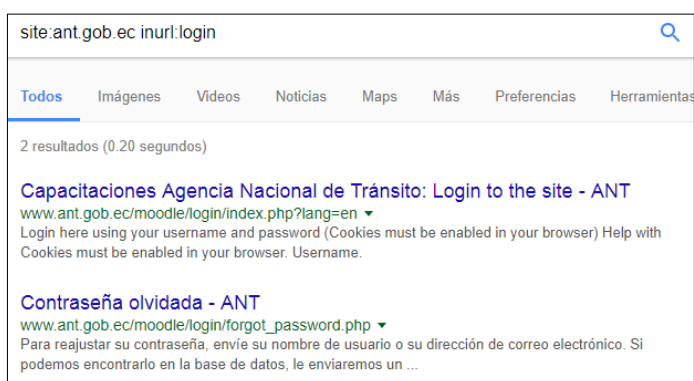 site:ant.gob.ec inurl:login
Todos Imágenes Videos Noticias Maps Más Preferencias Herramientas
2 resultados (0.20 segundos)
Capacitaciones Agencia Nacional de Tránsito: Login to the site - ANT
www.ant.gob.ec/moodle/login/index.php?lang=en
Login here using your username and password (Cookies must be enabled in your browser) Help with
Cookies must be enabled in your browser. Username.
Contraseña olvidada - ANT
www.ant.gob.ec/moodle/login/forgot_password.php
Para reajustar su contraseña, envíe su nombre de usuario o su dirección de correo electrónico. Si
podemos encontrarlo en la base de datos, le enviaremos un ...